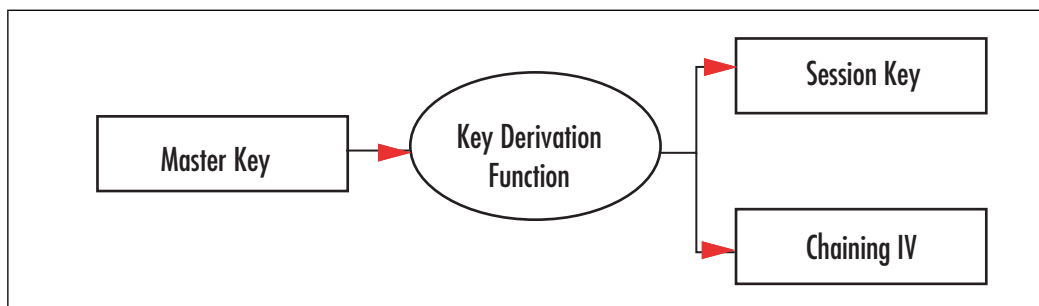 Master Key
Key Derivation
Function
Session Key
Chaining IV